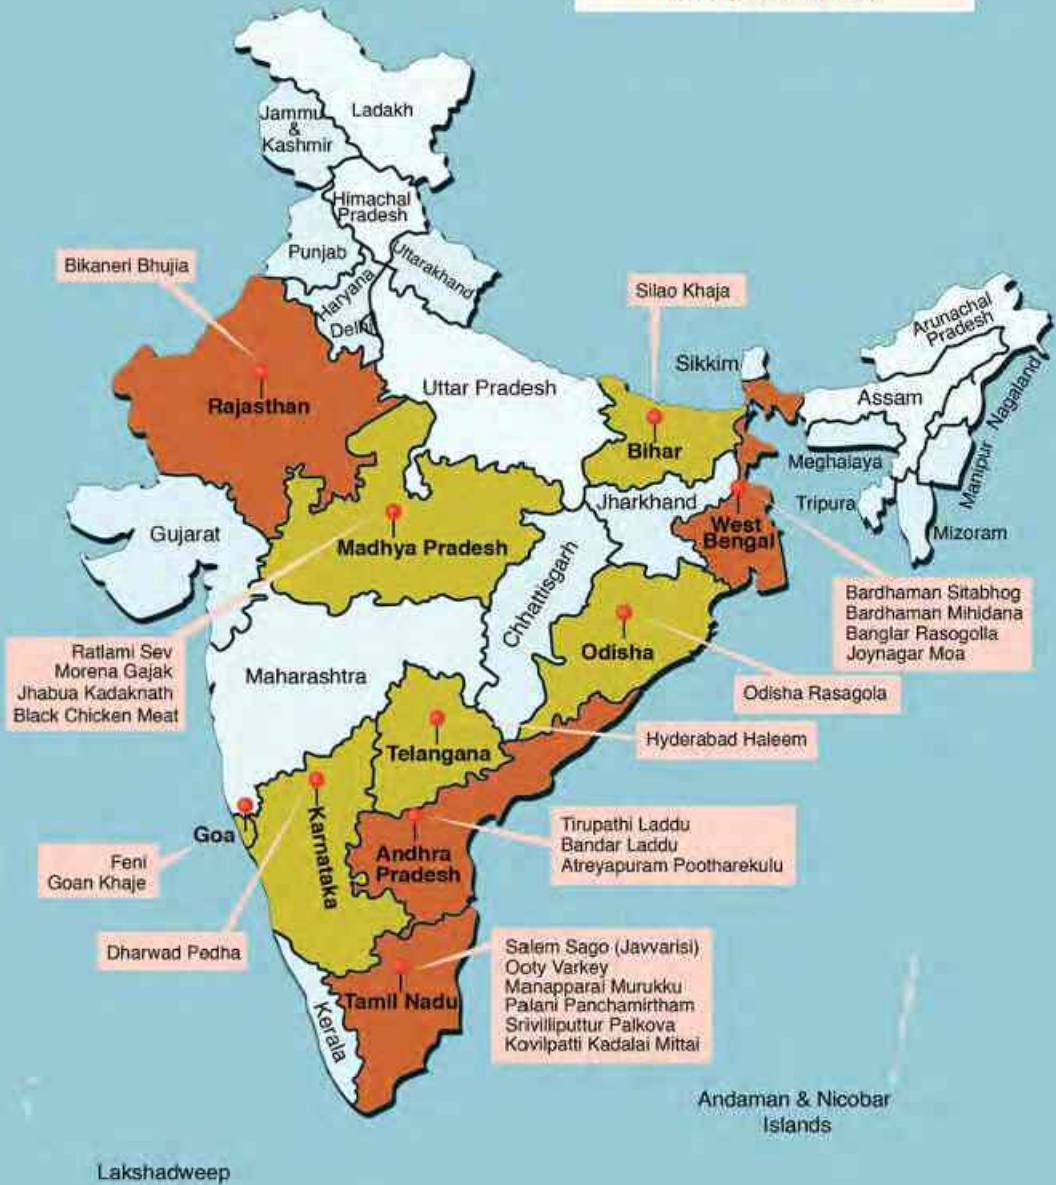 Ladakh
Jammu
&
Kashmir
Himachal
Pradesh
Punjab
Uttarakhand
Haryana
Delhi
Bikaneri Bhujia
Silao Khaja
Arunachal
Pradesh
Sikkim
Assam
Nagaland
Rajasthan
Uttar Pradesh
Bihar
Meghalaya
Manipur
Tripura
Mizoram
Jharkhand
West
Bengal
Gujarat
Madhya Pradesh
Chhattisgarh
Bardhaman Sitabhog
Bardhaman Mihidana
Banglar Rasogolla
Joynagar Moa
Ratlami Sev
Morena Gajak
Jhabua Kadaknath
Black Chicken Meat
Maharashtra
Odisha
Odisha Rasagola
Telangana
Hyderabad Haleem
Goa
Karnataka
Feni
Goan Khaje
Andhra
Pradesh
Tirupathi Laddu
Bandar Laddu
Atreyapuram Pootharekulu
Dharwad Pedha
Tamil Nadu
Salem Sago (Javvarisi)
Ooty Varkey
Manapparai Murukku
Palani Panchamirtham
Srivilliputtur Palkova
Kovilpatti Kadalai Mittai
Kerala
Andaman & Nicobar
Islands
Lakshadweep